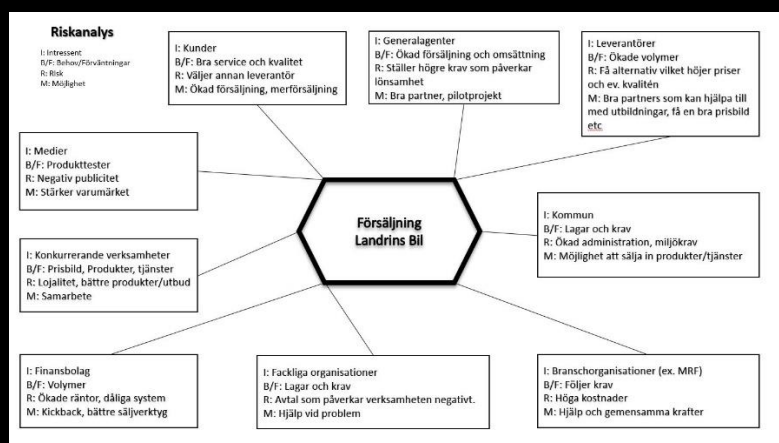 Riskanalys
I: Intressent
B/F: Behov/Förväntningar
R: Risk
M: Möjlighet
I: Kunder
B/F: Bra service och kvalitet
R: Väljer annan leverantör
M: Ökad försäljning, merförsäljning
I: Generalagenter
B/F: Ökad försäljning och omsättning
R: Ställer högre krav som påverkar
lönsamhet
M: Bra partner, pilotprojekt
I: Leverantörer
B/F: Ökade volymer
R: Få alternativ vilket höjer priser
och ev. kvalitén
M: Bra partners som kan hjälpa till
med utbildningar, få en bra prisbild
etc
I: Medier
B/F: Produkttester
R: Negativ publicitet
M: Stärker varumärket
Försäljning
Landrins Bil
I: Kommun
B/F: Lagar och krav
R: Ökad administration, miljökrav
M: Möjlighet att sälja in produkter/tjänster
I: Konkurrerande verksamheter
B/F: Prisbild, Produkter, tjänster
R: Lojalitet, bättre produkter/utbud
M: Samarbete
I: Finansbolag
B/F: Volymer
R: Ökade räntor, dåliga system
M: Kickback, bättre säljverktyg
I: Fackliga organisationer
B/F: Lagar och krav
R: Avtal som påverkar verksamheten negativt.
M: Hjälp vid problem
I: Branschorganisationer (ex. MRF)
B/F: Följer krav
R: Höga kostnader
M: Hjälp och gemensamma krafter